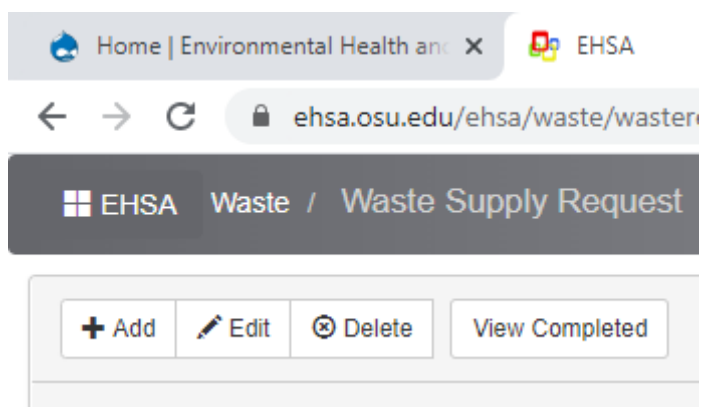 Home | Environmental Health and
EHSA
ehsa.osu.edu/ehsa/waste/wastere
EHSA Waste / Waste Supply Request
Add Edit Delete View Completed